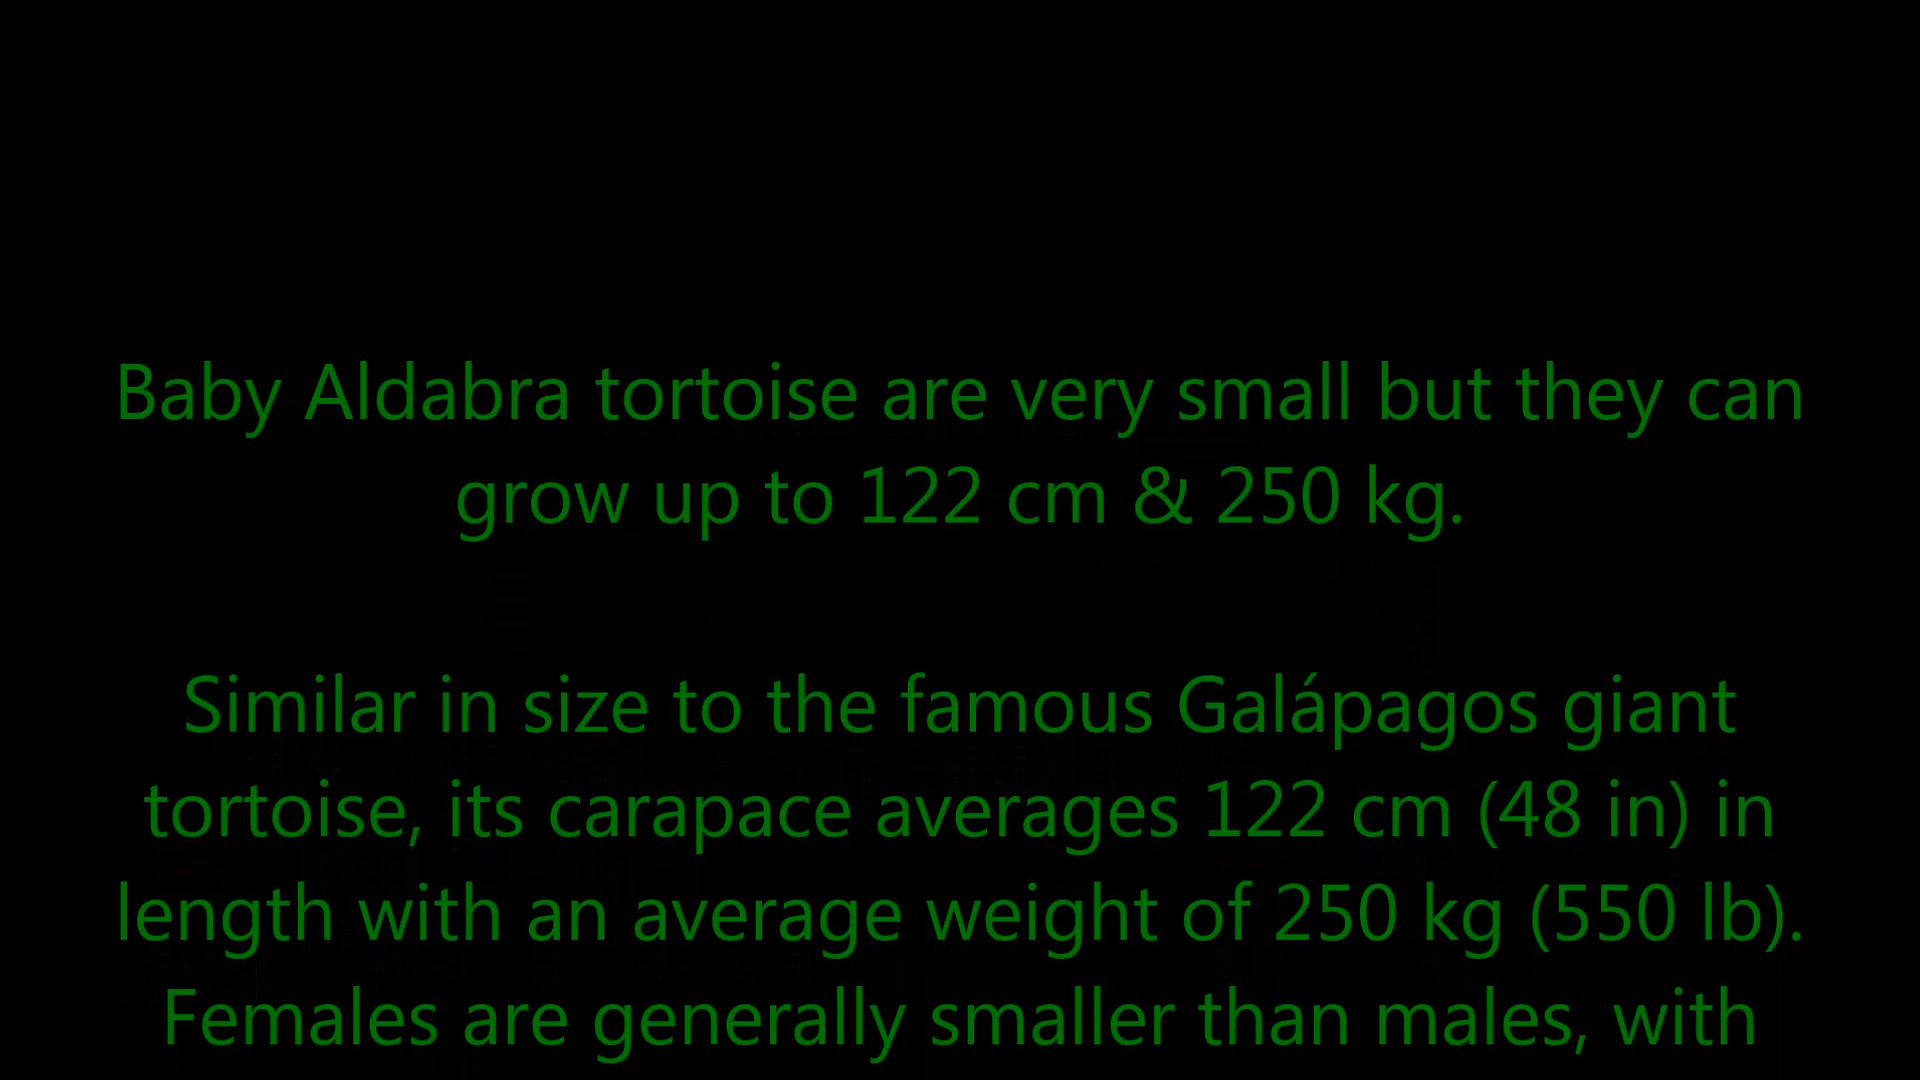 Baby Aldabra tortoise are very small but they can
grow up to 122 cm & 250 kg.
Similar in size to the famous Galápagos giant
tortoise, its carapace averages 122 cm (48 in) in
length with an average weight of 250 kg (550 lb).
Females are generally smaller than males, with